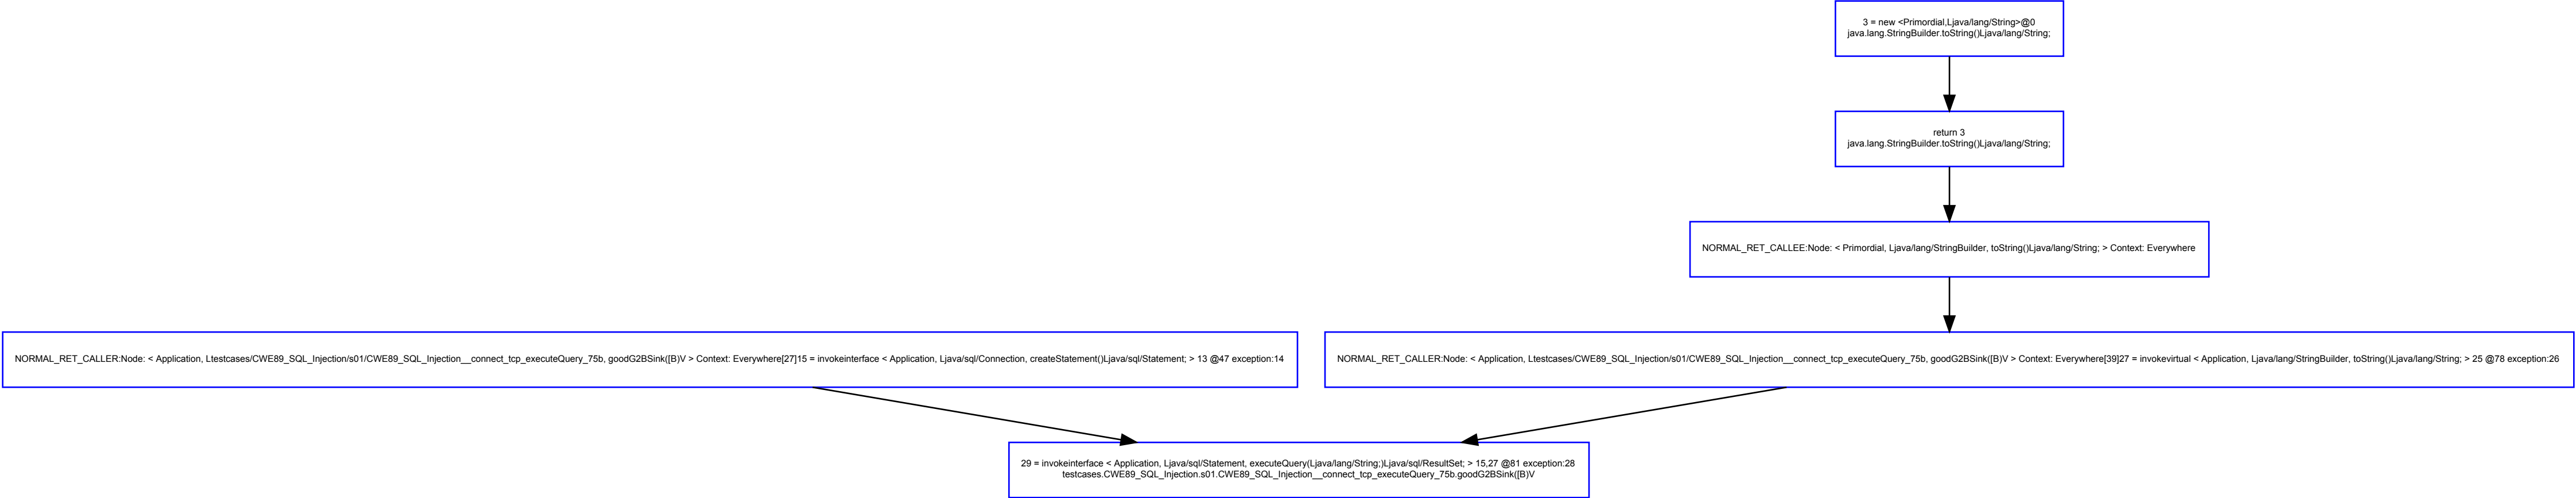 3 = new <Primordial,Ljava/lang/String>@0
java.lang.StringBuilder.toString()Ljava/lang/String;
return 3
java.lang.StringBuilder.toString()Ljava/lang/String;
NORMAL_RET_CALLEE:Node: < Primordial, Ljava/lang/StringBuilder, toString()Ljava/lang/String; > Context: Everywhere
NORMAL_RET_CALLER:Node: < Application, Ltestcases/CWE89_SQL_Injection/s01/CWE89_SQL_Injection__connect_tcp_executeQuery_75b, goodG2BSink([B)V > Context: Everywhere[27]15 = invokeinterface < Application, Ljava/sql/Connection, createStatement()Ljava/sql/Statement; > 13 @47 exception:14
NORMAL_RET_CALLER:Node: < Application, Ltestcases/CWE89_SQL_Injection/s01/CWE89_SQL_Injection__connect_tcp_executeQuery_75b, goodG2BSink([B)V > Context: Everywhere[39]27 = invokevirtual < Application, Ljava/lang/StringBuilder, toString()Ljava/lang/String; > 25 @78 exception:26
29 = invokeinterface < Application, Ljava/sql/Statement, executeQuery(Ljava/lang/String;)Ljava/sql/ResultSet; > 15,27 @81 exception:28
testcases.CWE89_SQL_Injection.s01.CWE89_SQL_Injection__connect_tcp_executeQuery_75b.goodG2BSink([B)V